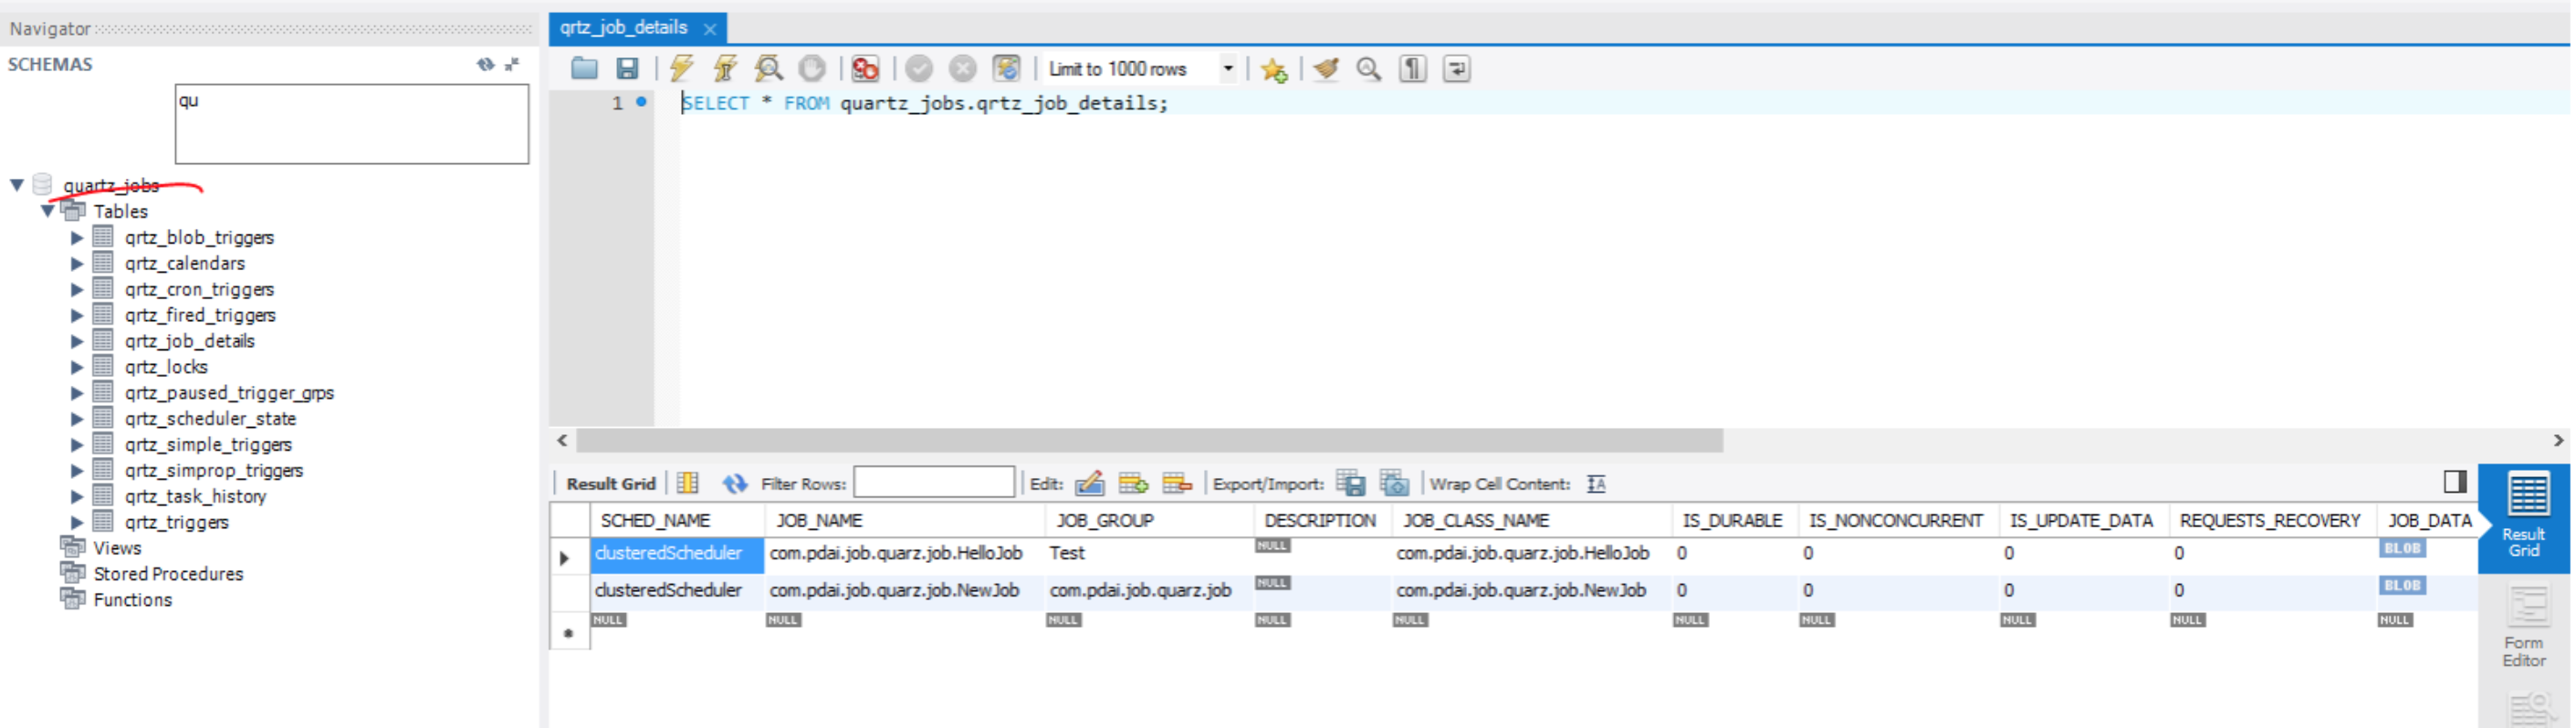 Navigator
SCHEMAS
qu
quartz_jobs
Tables
qrtz_blob_triggers
qrtz_calendars
qrtz_cron_triggers
qrtz_fired_triggers
qrtz_job_details
qrtz_locks
qrtz_paused_trigger_grps
qrtz_scheduler_state
qrtz_simple_triggers
qrtz_simprop_triggers
qrtz_task_history
qrtz_triggers
Views
Stored Procedures
Functions
qrtz_job_details
Limit to 1000 rows
1 SELECT * FROM quartz_jobs.qrtz_job_details;
Result Grid Filter Rows: Edit: Export/Import: Wrap Cell Content:
SCHED_NAME JOB_NAME JOB_GROUP DESCRIPTION JOB_CLASS_NAME IS_DURABLE IS_NONCONCURRENT IS_UPDATE_DATA REQUESTS_RECOVERY JOB_DATA
clusteredScheduler com.pdai.job.quarz.job.HelloJob Test NULL com.pdai.job.quarz.job.HelloJob 0 0 0 0 BLOB
clusteredScheduler com.pdai.job.quarz.job.NewJob com.pdai.job.quarz.job NULL com.pdai.job.quarz.job.NewJob 0 0 0 0 BLOB
NULL NULL NULL NULL NULL NULL NULL NULL NULL NULL
Result
Grid
Form
Editor